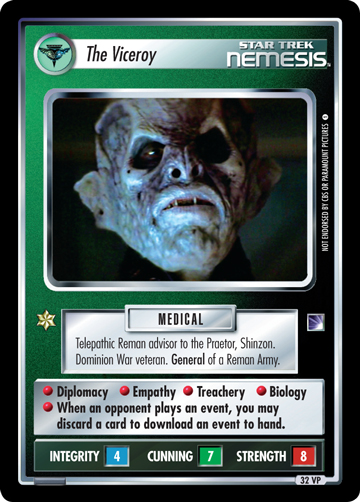 The Viceroy
STAR TREK
NEMESIS
NOT ENDORSED BY CBS OR PARAMOUNT PICTURES
MEDICAL
Telepathic Reman advisor to the Praetor, Shinzon.
Dominion War veteran. General of a Reman Army.
• Diplomacy • Empathy • Treachery • Biology
• When an opponent plays an event, you may
discard a card to download an event to hand.
INTEGRITY 4 CUNNING 7 STRENGTH 8
32 VP